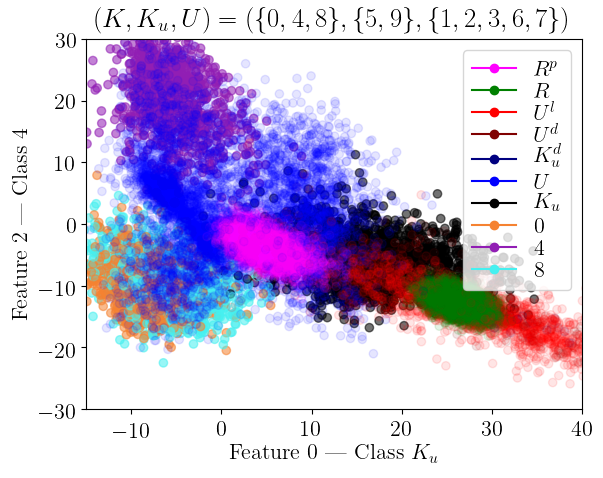 (K, K_u, U) = ({0, 4, 8}, {5, 9}, {1, 2, 3, 6, 7})
Feature 2 — Class 4
30
20
10
0
−10
−20
−30
−10
0
10
20
30
40
Feature 0 — Class K_u
R^p
R
U^l
U^d
K_u^d
U
K_u
0
4
8